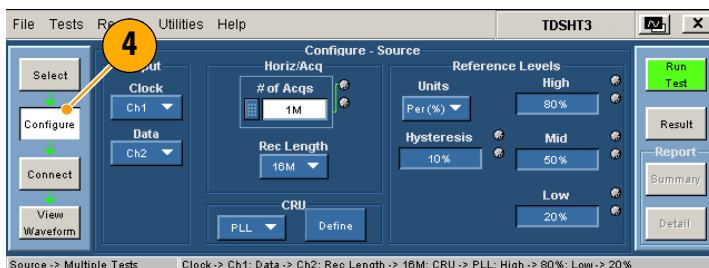 File Tests Re Utilities Help TDSHT3
4
Configure - Source
Select
Configure
Connect
View
Waveform
put
Clock
Ch1
Data
Ch2
Horiz/Acq
# of Acqs
1M
Rec Length
16M
CRU
PLL Define
Reference Levels
Units
Per(%)
High
80%
Hysteresis
10%
Mid
50%
Low
20%
Run
Test
Result
Report
Summary
Detail
Source -> Multiple Tests Clock-> Ch1: Data -> Ch2: Rec Length -> 16M: CRU -> PLL: High -> 80%: Low-> 20%